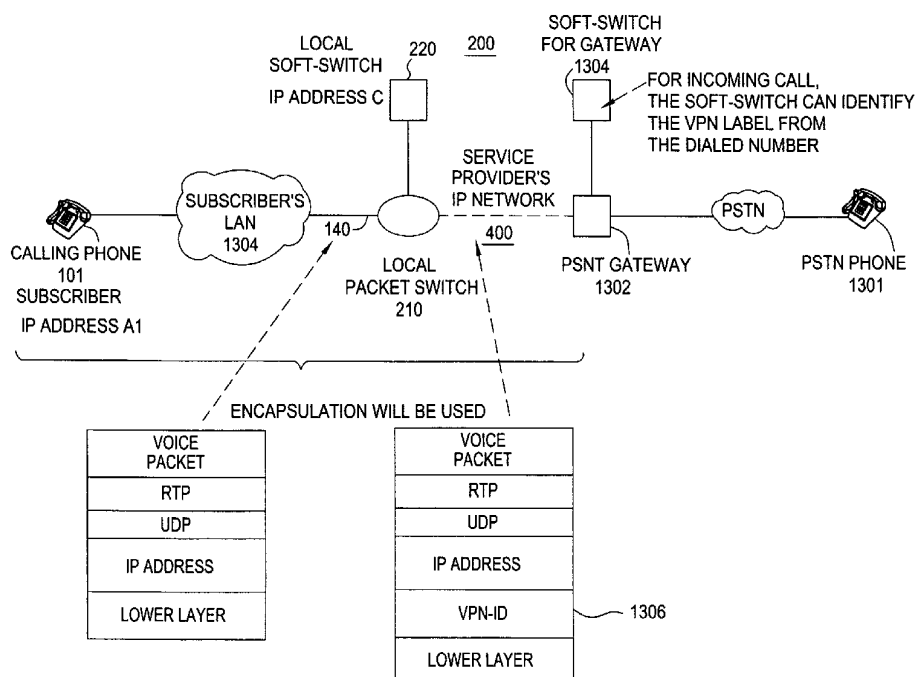 LOCAL
SOFT-SWITCH
220
IP ADDRESS C
200
SOFT-SWITCH
FOR GATEWAY
1304
FOR INCOMING CALL,
THE SOFT-SWITCH CAN IDENTIFY
THE VPN LABEL FROM
THE DIALED NUMBER
SERVICE
PROVIDER'S
IP NETWORK
400
SUBSCRIBER'S
LAN
1304
140
PSTN
CALLING PHONE
101
SUBSCRIBER
IP ADDRESS A1
LOCAL
PACKET SWITCH
210
PSNT GATEWAY
1302
PSTN PHONE
1301
ENCAPSULATION WILL BE USED
VOICE
PACKET
RTP
UDP
IP ADDRESS
LOWER LAYER
VOICE
PACKET
RTP
UDP
IP ADDRESS
VPN-ID
1306
LOWER LAYER